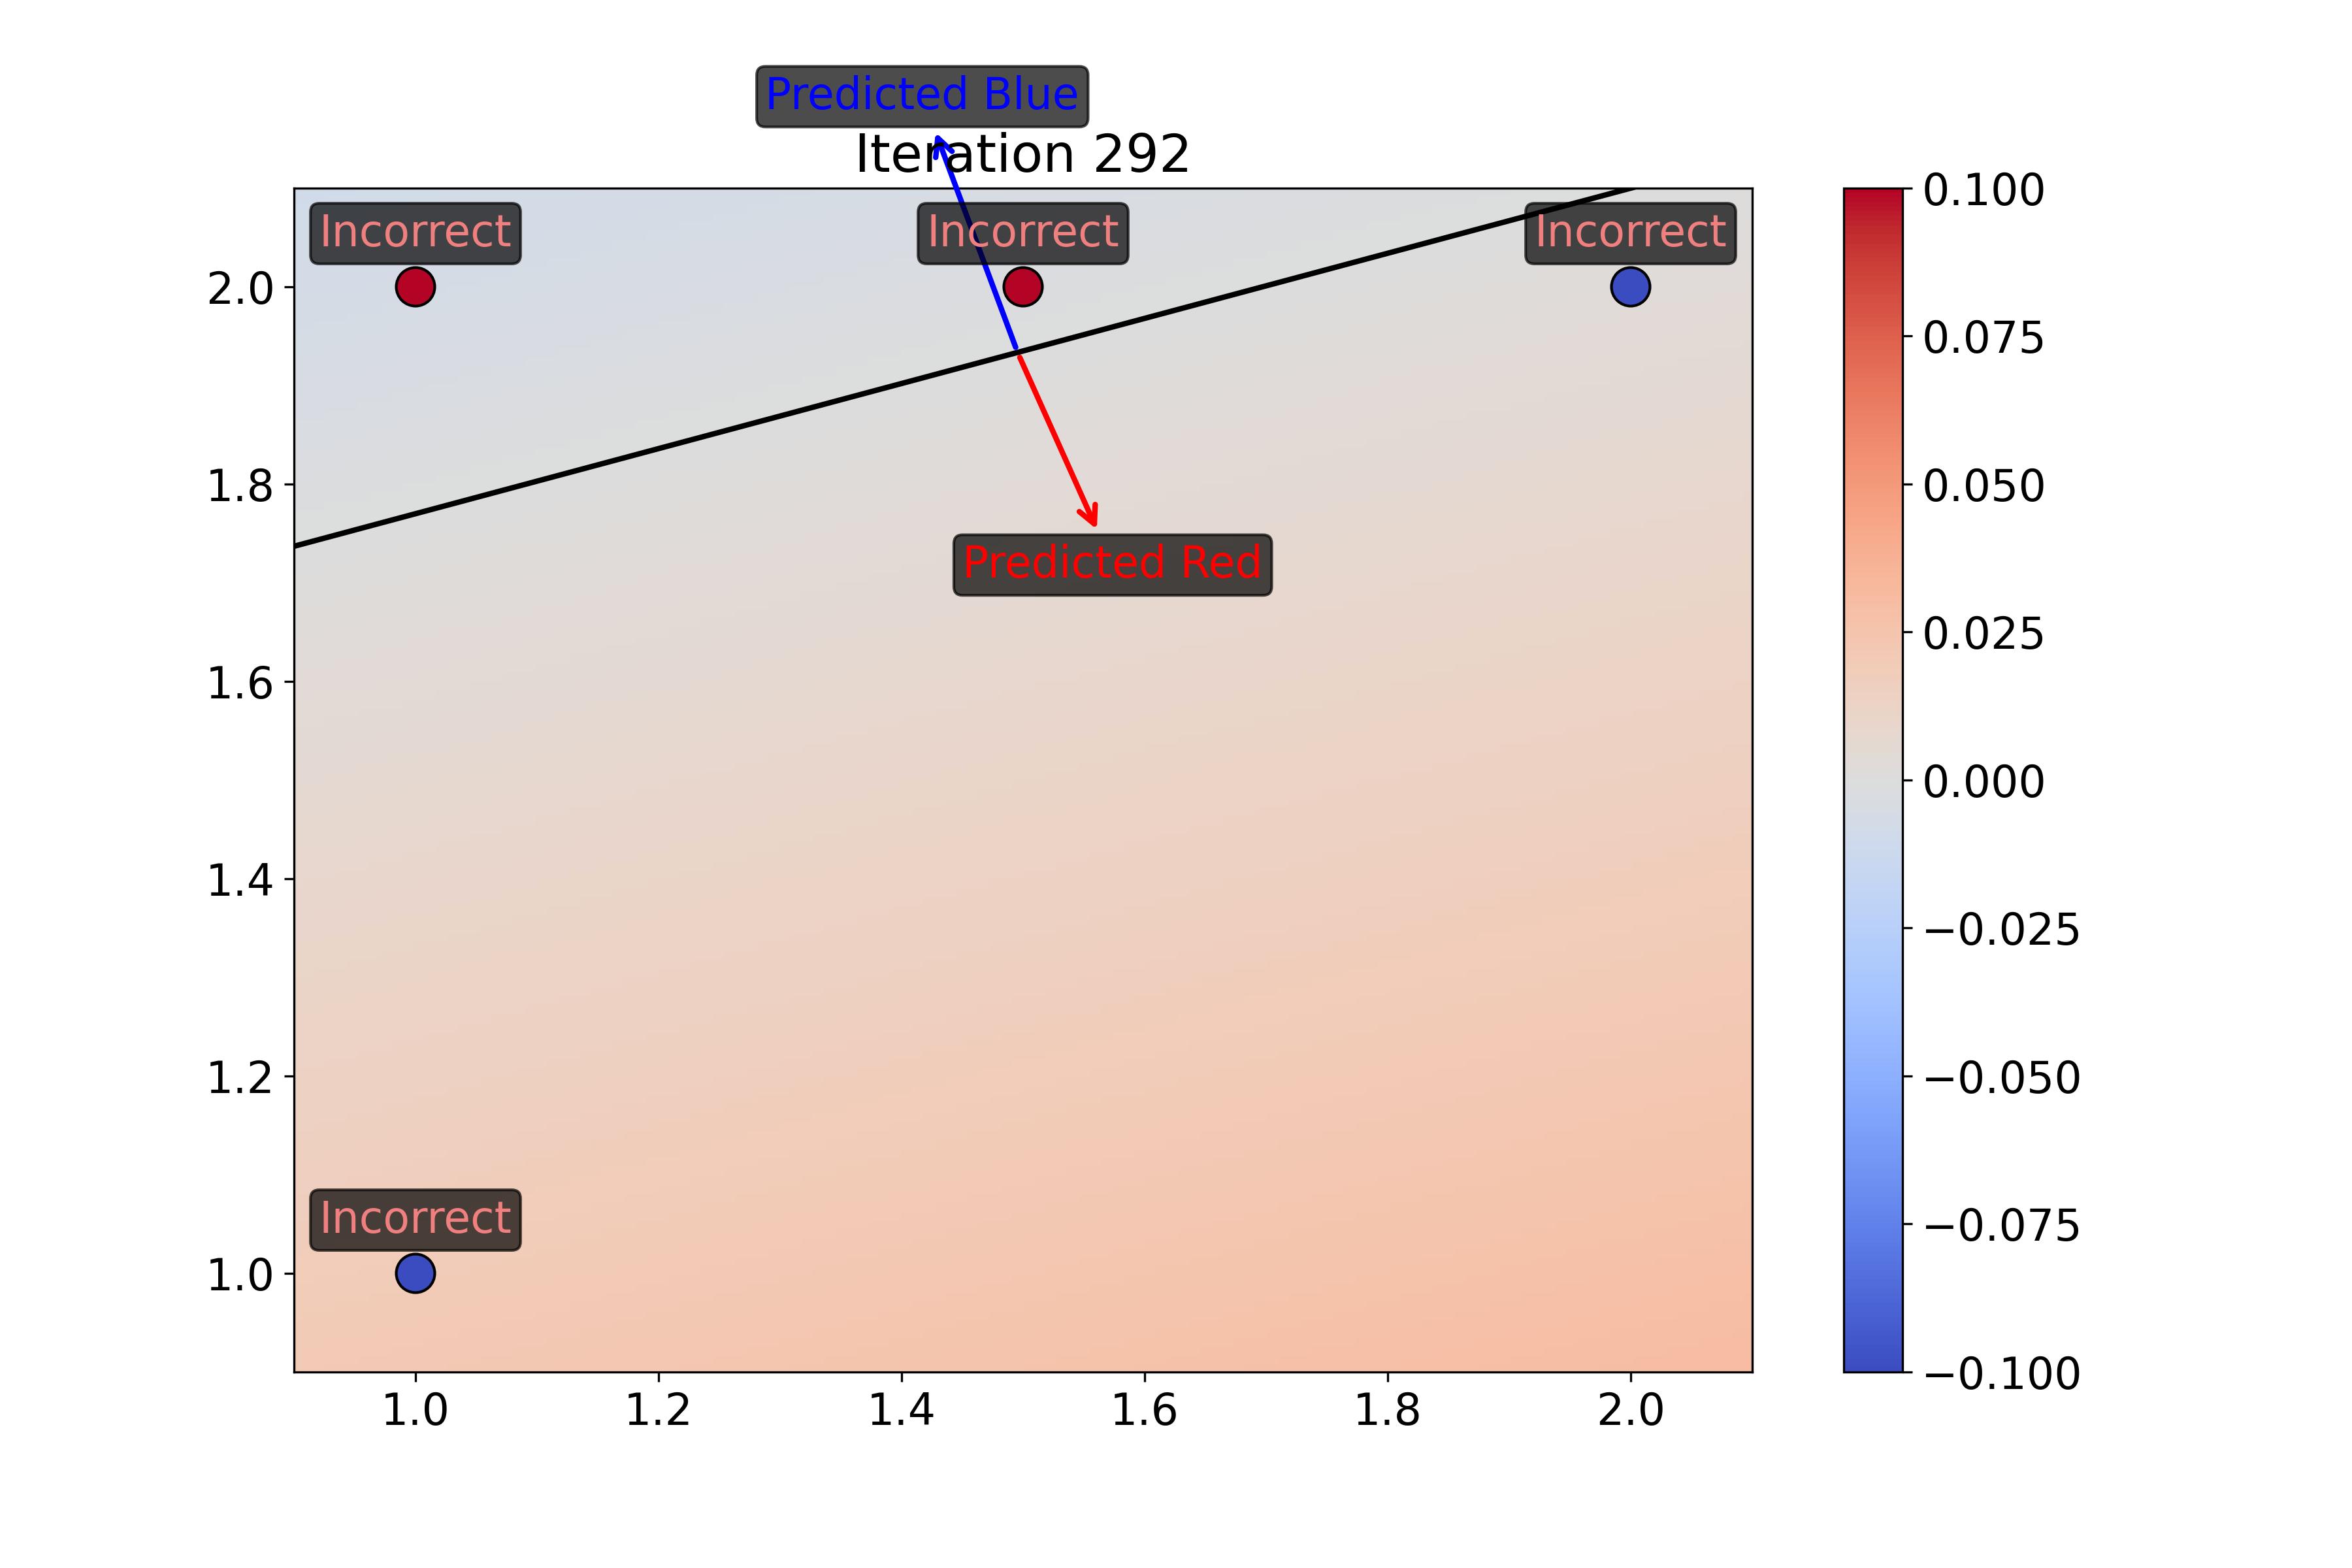 Predicted Blue
Iteration 292
Incorrect Incorrect Incorrect
Predicted Red
Incorrect
2.0
1.8
1.6
1.4
1.2
1.0
1.0 1.2 1.4 1.6 1.8 2.0
0.100
0.075
0.050
0.025
0.000
−0.025
−0.050
−0.075
−0.100